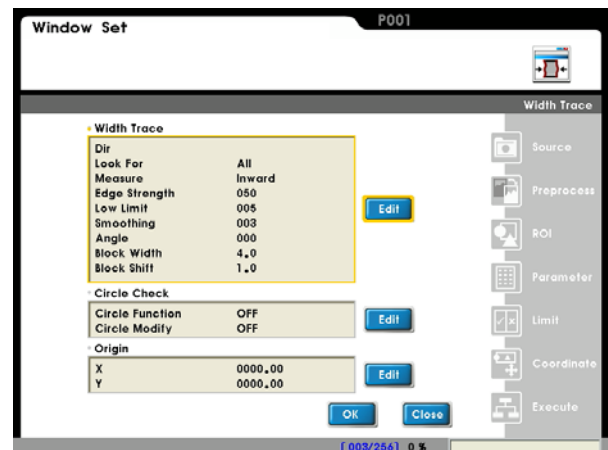 Window Set
P001
Width Trace
Width Trace
Dir
Look For All
Measure Inward
Edge Strength 050
Low Limit 005
Smoothing 003
Angle 000
Block Width 4.0
Block Shift 1.0
Edit
Circle Check
Circle Function OFF
Circle Modify OFF
Edit
Origin
X 0000.00
Y 0000.00
Edit
OK Close
Source
Preprocess
ROI
Parameter
Limit
Coordinate
Execute
[003/256] 0 %